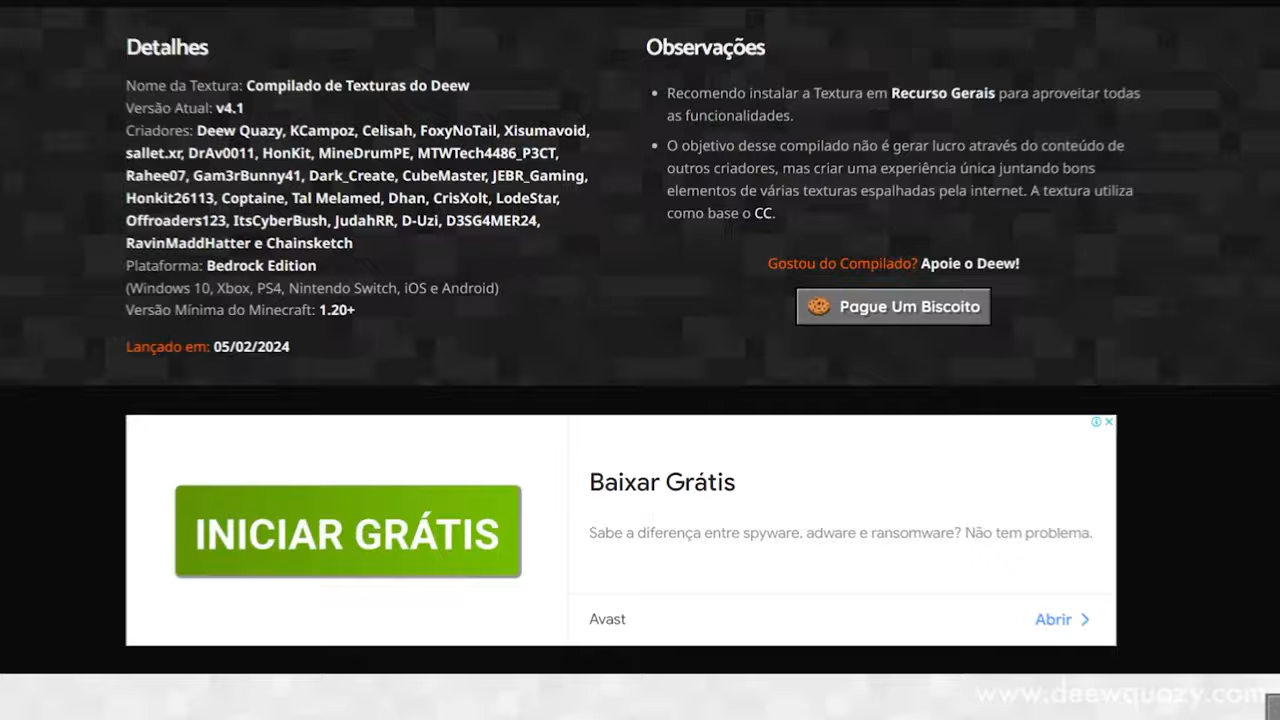 Detalhes
Nome da Textura: Compilado de Texturas do Deew
Versão Atual: v4.1
Criadores: Deew Quazy, KCampoz, Celisah, FoxyNoTail, Xisumavoid,
sallet.xr, DrAv0011, HonKit, MineDrumPE, MTWTech4486_P3CT,
Rahee07, Gam3rBunny41, Dark_Create, CubeMaster, JEBR_Gaming,
Honkit26113, Coptaine, Tal Melamed, Dhan, CrisXolt, LodeStar,
Offroaders123, ItsCyberBush, JudahRR, D-Uzi, D3SG4MER24,
RavinMaddHatter e Chainsketch
Plataforma: Bedrock Edition
(Windows 10, Xbox, PS4, Nintendo Switch, iOS e Android)
Versão Mínima do Minecraft: 1.20+
Lançado em: 05/02/2024
Observações
• Recomendo instalar a Textura em Recurso Gerais para aproveitar todas
as funcionalidades.
• O objetivo desse compilado não é gerar lucro através do conteúdo de
outros criadores, mas criar uma experiência única juntando bons
elementos de várias texturas espalhadas pela internet. A textura utiliza
como base o CC.
Gostou do Compilado? Apoie o Deew!
Pague Um Biscoito
INICIAR GRÁTIS
Baixar Grátis
Sabe a diferença entre spyware, adware e ransomware? Não tem problema.
Avast
Abrir
www.deewquazy.com